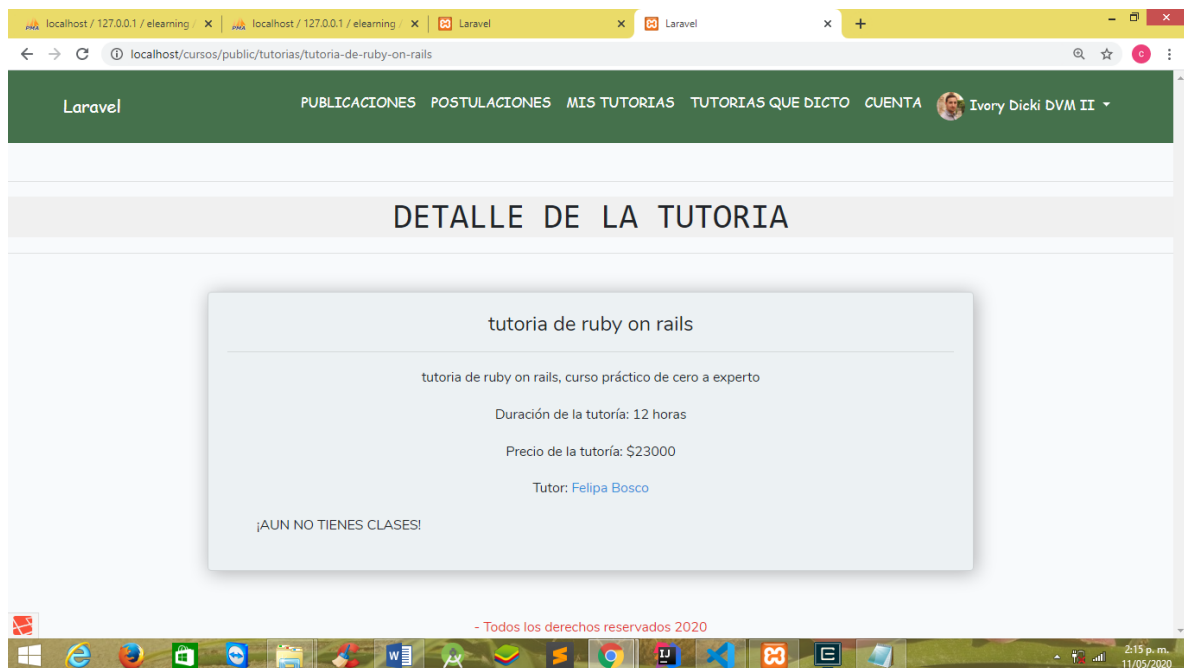 localhost / 127.0.0.1 / elearning /
localhost / 127.0.0.1 / elearning /
Laravel
Laravel
localhost/cursos/public/tutorias/tutoria-de-ruby-on-rails
c
Laravel
PUBLICACIONES POSTULACIONES MIS TUTORIAS TUTORIAS QUE DICTO CUENTA Ivory Dicki DVM II
DETALLE DE LA TUTORIA
tutoria de ruby on rails
tutoria de ruby on rails, curso práctico de cero a experto
Duración de la tutoría: 12 horas
Precio de la tutoría: $23000
Tutor: Felipa Bosco
¡AUN NO TIENES CLASES!
- Todos los derechos reservados 2020
2:15 p. m.
11/05/2020